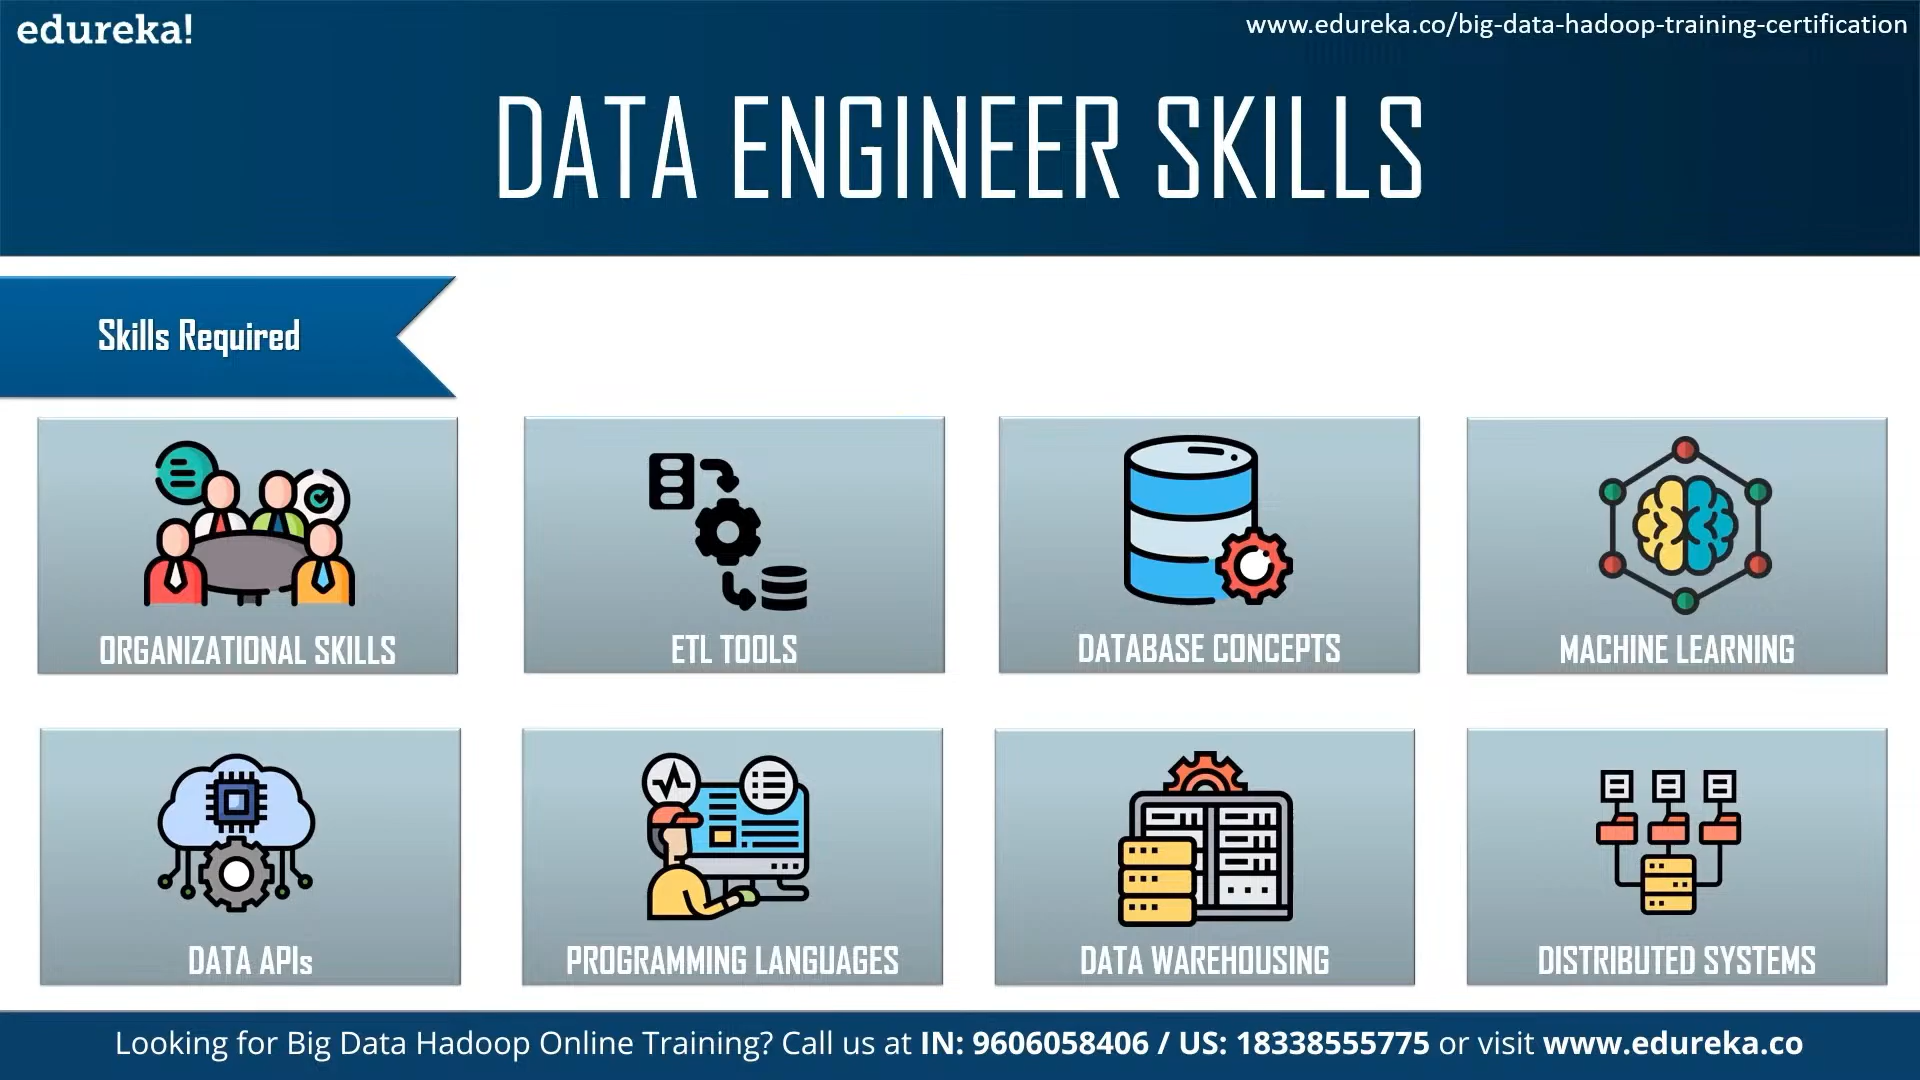 edureka!
www.edureka.co/big-data-hadoop-training-certification
DATA ENGINEER SKILLS
Skills Required
ORGANIZATIONAL SKILLS
ETL TOOLS
DATABASE CONCEPTS
MACHINE LEARNING
DATA APIs
PROGRAMMING LANGUAGES
DATA WAREHOUSING
DISTRIBUTED SYSTEMS
Looking for Big Data Hadoop Online Training? Call us at IN: 9606058406 / US: 18338555775 or visit www.edureka.co